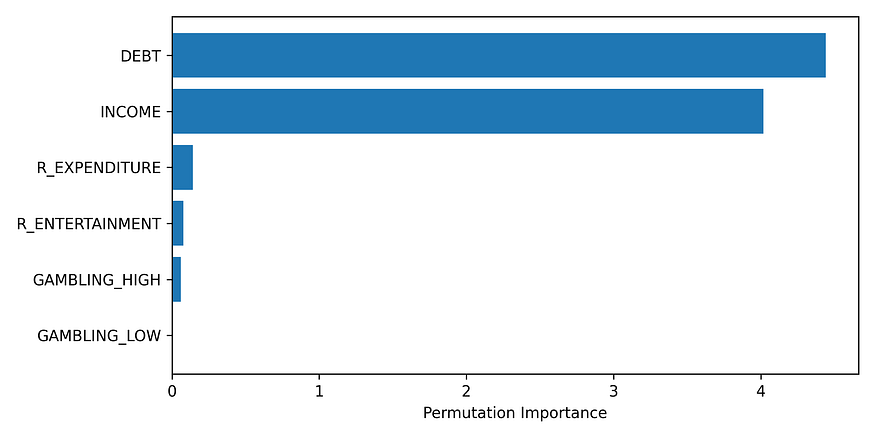 DEBT
INCOME
R_EXPENDITURE
R_ENTERTAINMENT
GAMBLING_HIGH
GAMBLING_LOW
0 1 2 3 4
Permutation Importance